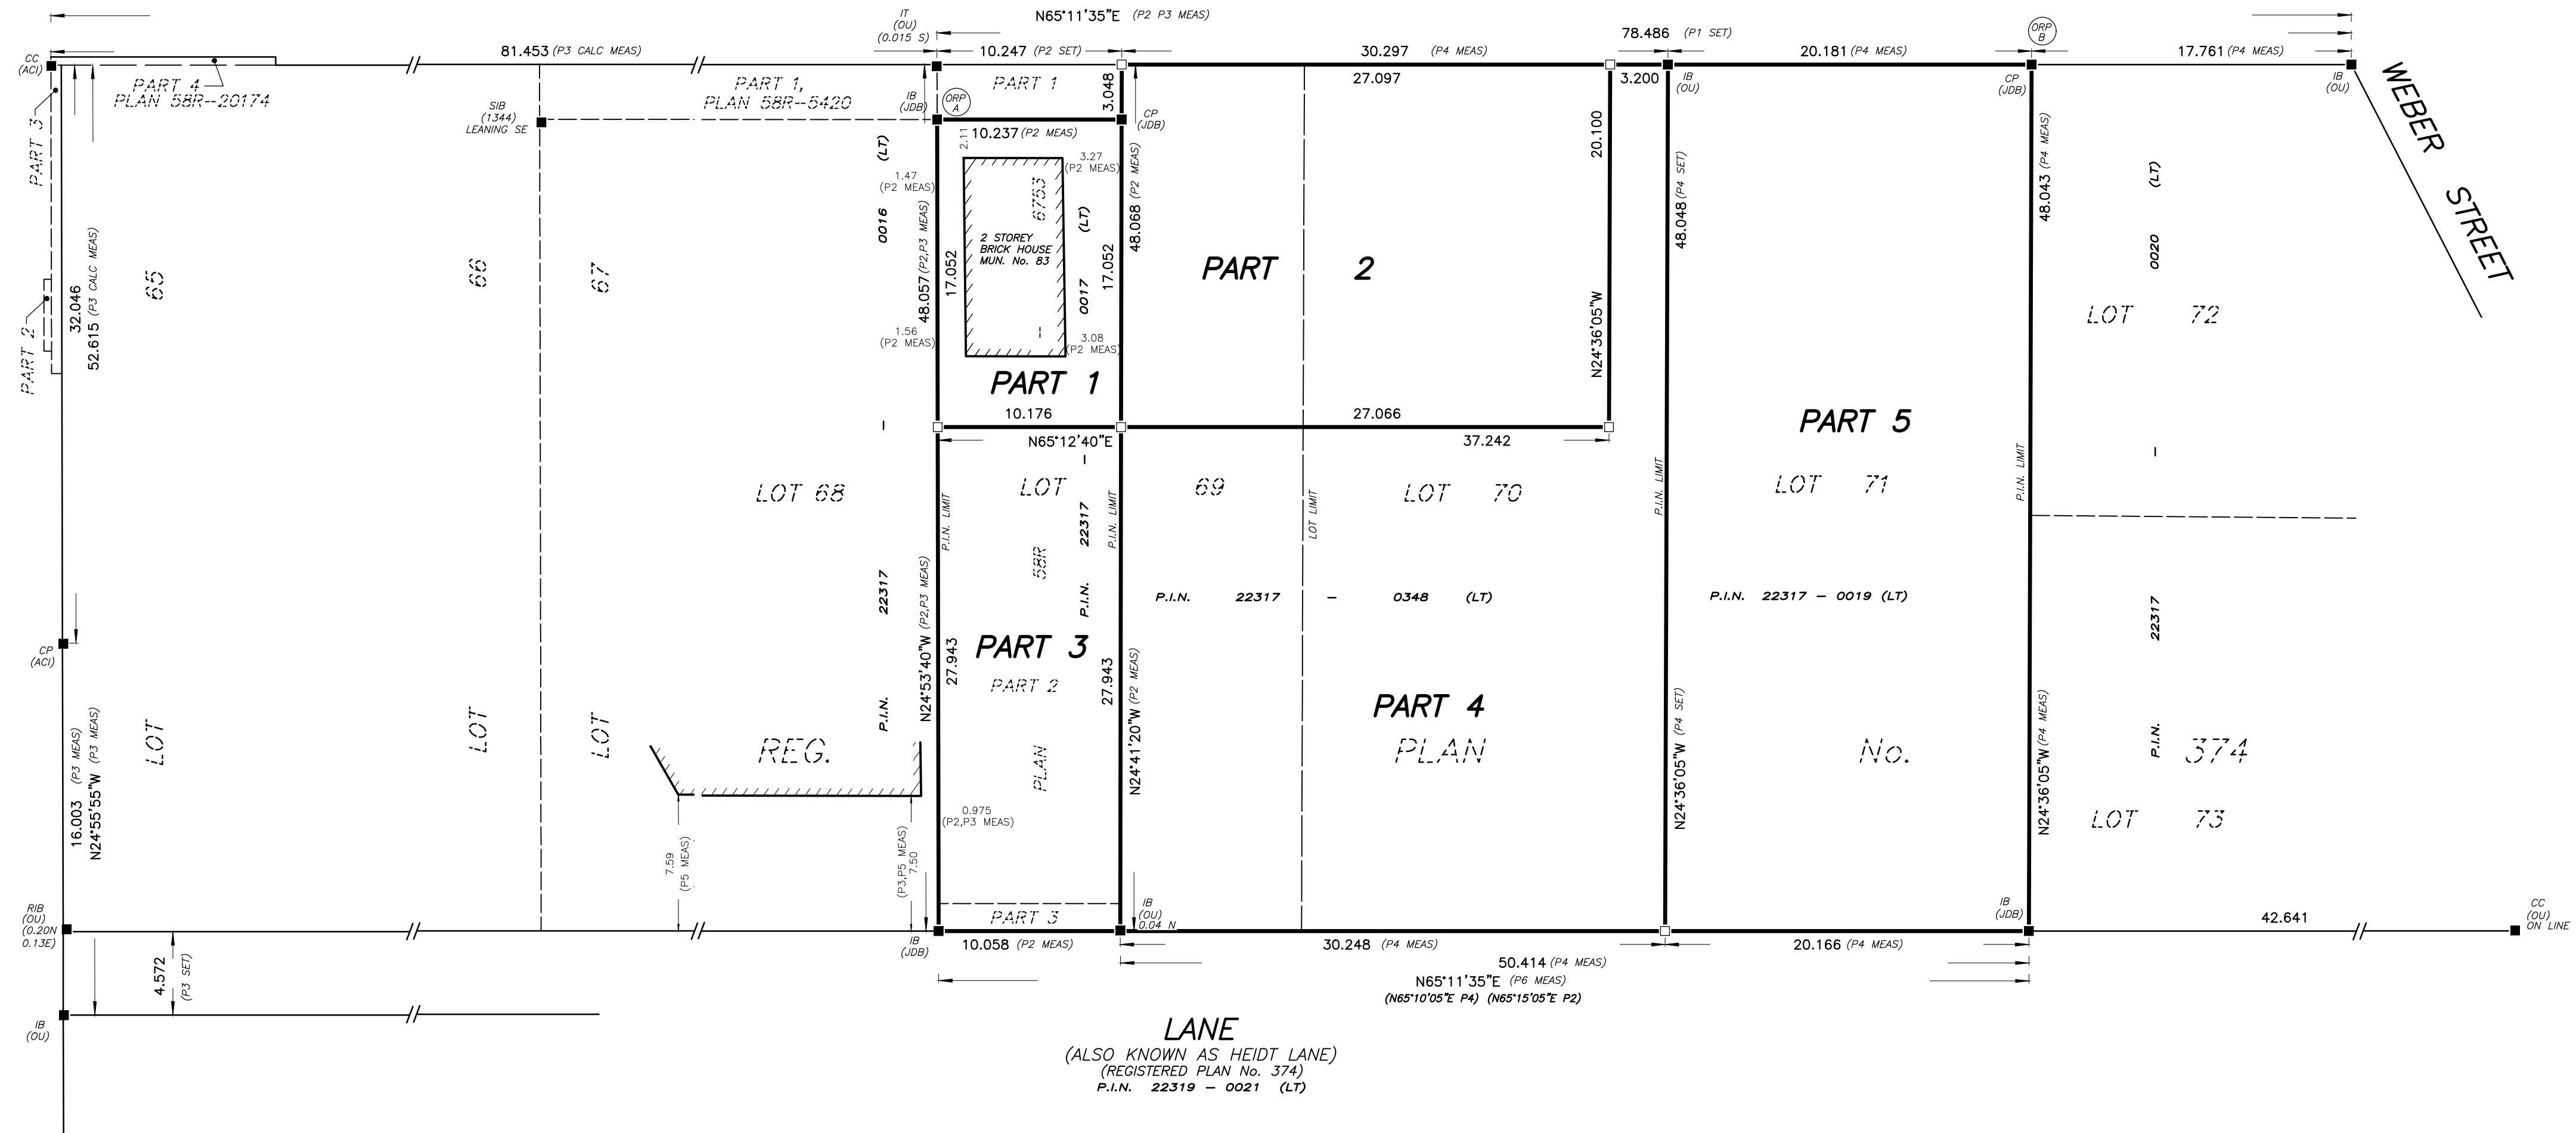 IT
(OU)
(0.015 S)
N65°11'35"E (P2 P3 MEAS)
78.486 (P1 SET)
ORP
B
CC
(ACI)
81.453 (P3 CALC MEAS)
10.247 (P2 SET)
30.297 (P4 MEAS)
20.181 (P4 MEAS)
17.761 (P4 MEAS)
27.097
3.200
PART 4
PLAN 58R--20174
PART 1,
PLAN 58R--5420
PART 1
3.048
IB
(OU)
CP
(JDB)
IB
(OU)
WEBER
STREET
PART 3
SIB
(1344)
LEANING SE
IB
(JDB)
ORP
A
CP
(JDB)
10.237 (P2 MEAS)
2.11
3.27
(P2 MEAS)
1.47
(P2 MEAS)
0016 (LT)
6753
(LT)
0017
2 STOREY
BRICK HOUSE
MUN. No. 83
17.052
48.057 (P2,P3 MEAS)
17.052
48.068 (P2 MEAS)
1.56
(P2 MEAS)
3.08
(P2 MEAS)
PART 1
PART 2
20.100
N24°36'05"W
48.048 (P4 SET)
48.043 (P4 MEAS)
0020 (LT)
LOT 72
PART 2
32.046
52.615 (P3 CALC MEAS)
65
66
67
10.176
27.066
N65°12'40"E
37.242
PART 5
LOT 68
LOT 69
LOT 70
LOT 71
P.I.N. LIMIT
P.I.N. LIMIT
LOT LIMIT
P.I.N. LIMIT
P.I.N. LIMIT
P.I.N. 22317 –
58R
P.I.N. 22317 –
P.I.N. 22317 – 0348 (LT)
P.I.N. 22317 – 0019 (LT)
P.I.N. 22317 –
CP
(ACI)
N24°53'40"W (P2,P3 MEAS)
27.943
PART 3
PART 2
27.943
N24°41'20"W (P2 MEAS)
PART 4
N24°36'05"W (P4 SET)
N24°36'05"W (P4 MEAS)
16.003 (P3 MEAS)
N24°55'55"W (P3 MEAS)
LOT
LOT
LOT
REG.
PLAN
PLAN
No.
374
LOT 73
0.975
(P2,P3 MEAS)
7.59
(P5 MEAS)
(P3,P5 MEAS)
7.50
RIB
(OU)
(0.20N
0.13E)
PART 3
IB
(OU)
0.04 N
IB
(JDB)
IB
(JDB)
42.641
CC
(OU)
ON LINE
10.058 (P2 MEAS)
30.248 (P4 MEAS)
20.166 (P4 MEAS)
50.414 (P4 MEAS)
4.572
(P3 SET)
N65°11'35"E (P6 MEAS)
(N65°10'05"E P4) (N65°15'05"E P2)
IB
(OU)
LANE
(ALSO KNOWN AS HEIDT LANE)
(REGISTERED PLAN No. 374)
P.I.N. 22319 – 0021 (LT)